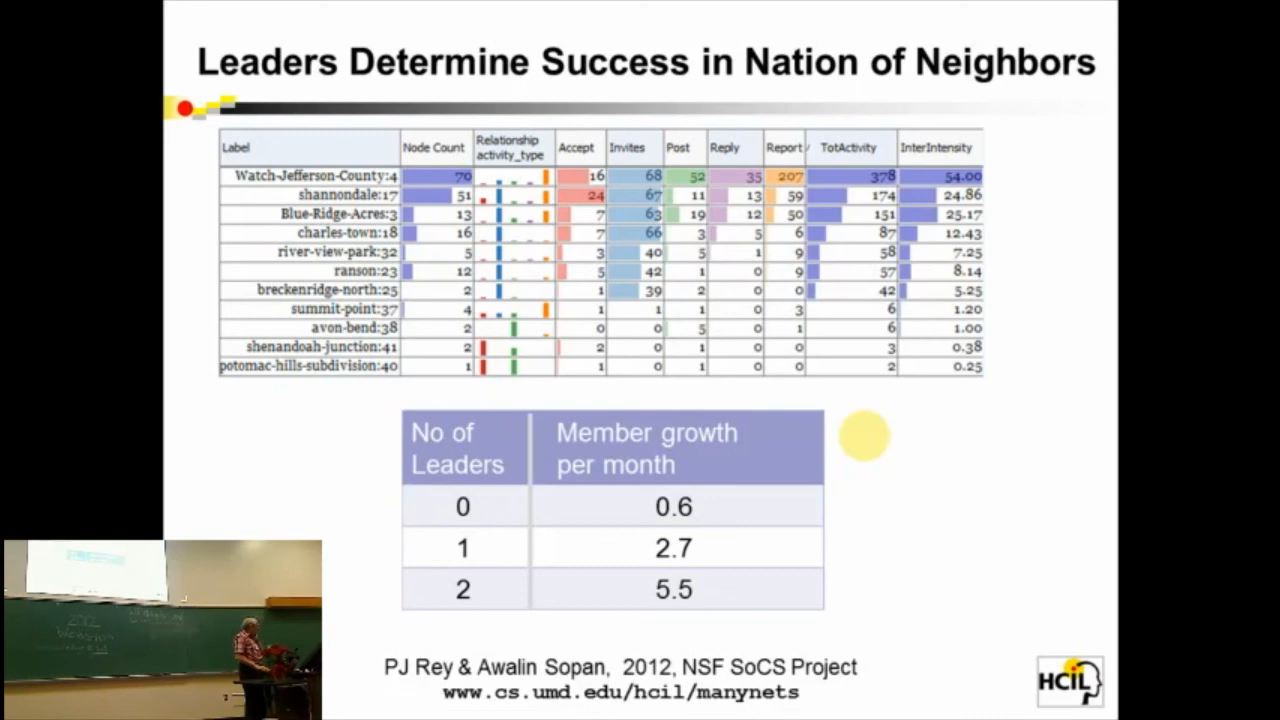 Leaders Determine Success in Nation of Neighbors
Label Node Count Relationship activity_type Accept Invites Post Reply Report / TotActivity InterIntensity
Watch-Jefferson-County:4 70 16 68 52 35 207 378 54.00
shannondale:17 51 24 67 11 13 59 174 24.86
Blue-Ridge-Acres:3 13 7 63 19 12 50 151 25.17
charles-town:18 16 7 66 3 5 6 87 12.43
river-view-park:32 5 3 40 5 1 9 58 7.25
ranson:23 12 5 42 1 0 9 57 8.14
breckenridge-north:25 2 1 39 2 0 0 42 5.25
summit-point:37 4 1 1 1 0 3 6 1.20
avon-bend:38 2 0 0 5 0 1 6 1.00
shenandoah-junction:41 2 2 0 1 0 0 3 0.38
potomac-hills-subdivision:40 1 1 0 1 0 0 2 0.25
No of Leaders Member growth per month
0 0.6
1 2.7
2 5.5
PJ Rey & Awalin Sopan, 2012, NSF SoCS Project
www.cs.umd.edu/hcil/manynets
HCIL